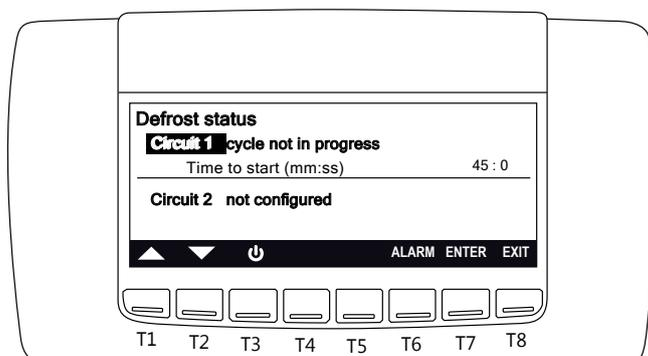 Defrost status
Circuit 1 cycle not in progress
Time to start (mm:ss) 45 : 0
Circuit 2 not configured
ALARM ENTER EXIT
T1 T2 T3 T4 T5 T6 T7 T8